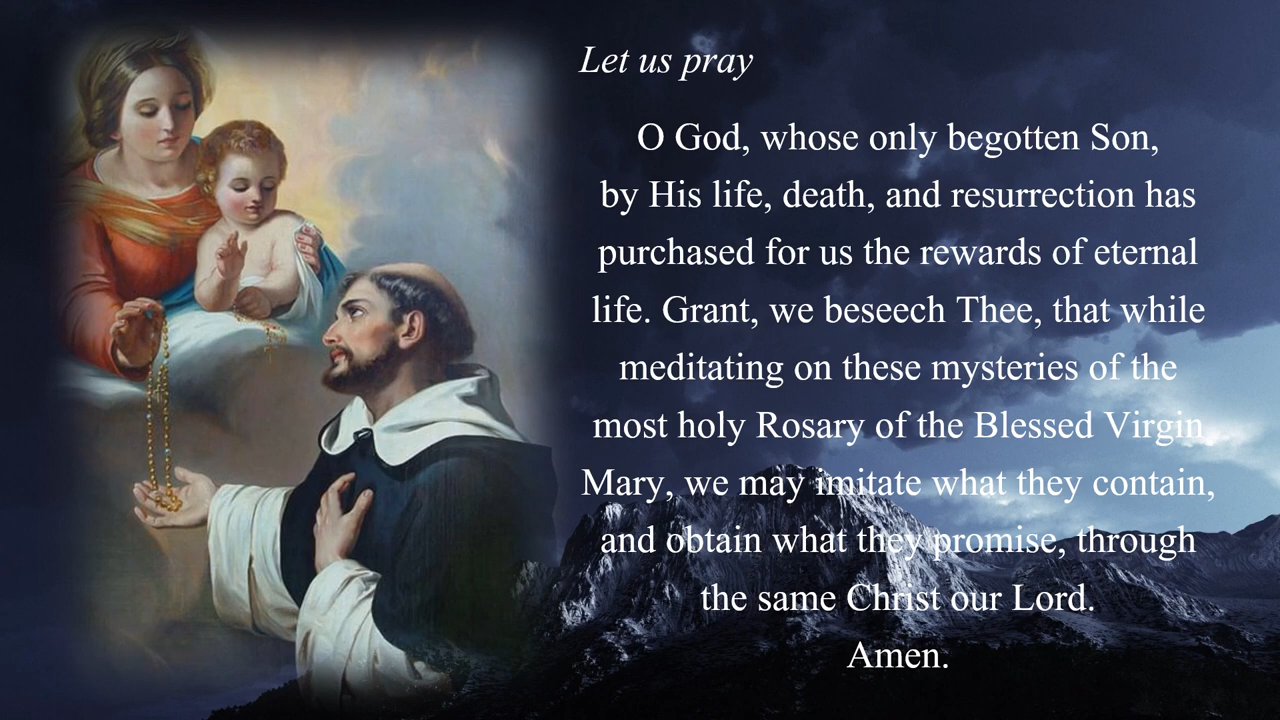 Let us pray
O God, whose only begotten Son,
by His life, death, and resurrection has
purchased for us the rewards of eternal
life. Grant, we beseech Thee, that while
meditating on these mysteries of the
most holy Rosary of the Blessed Virgin
Mary, we may imitate what they contain,
and obtain what they promise, through
the same Christ our Lord.
Amen.